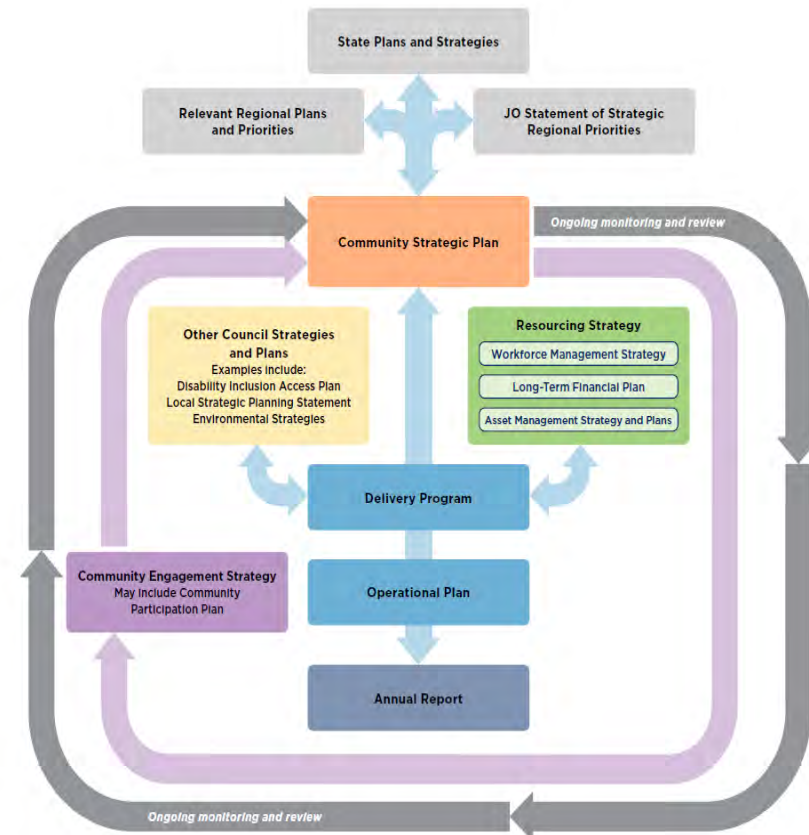 State Plans and Strategies
Relevant Regional Plans
and Priorities
JO Statement of Strategic
Regional Priorities
Community Strategic Plan
Ongoing monitoring and review
Other Council Strategies
and Plans
Examples include:
Disability Inclusion Access Plan
Local Strategic Planning Statement
Environmental Strategies
Resourcing Strategy
Workforce Management Strategy
Long-Term Financial Plan
Asset Management Strategy and Plans
Delivery Program
Community Engagement Strategy
May Include Community
Participation Plan
Operational Plan
Annual Report
Ongoing monitoring and review